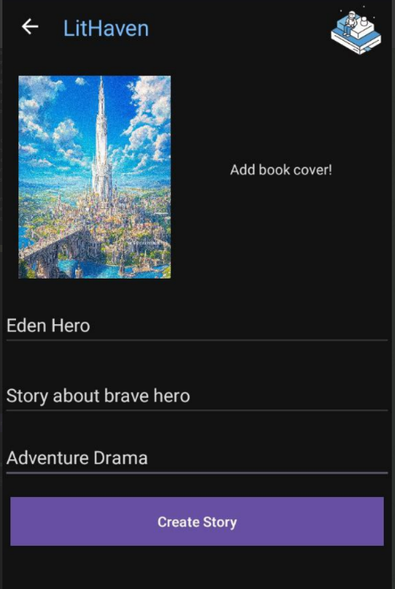 LitHaven
Add book cover!
Eden Hero
Story about brave hero
Adventure Drama
Create Story